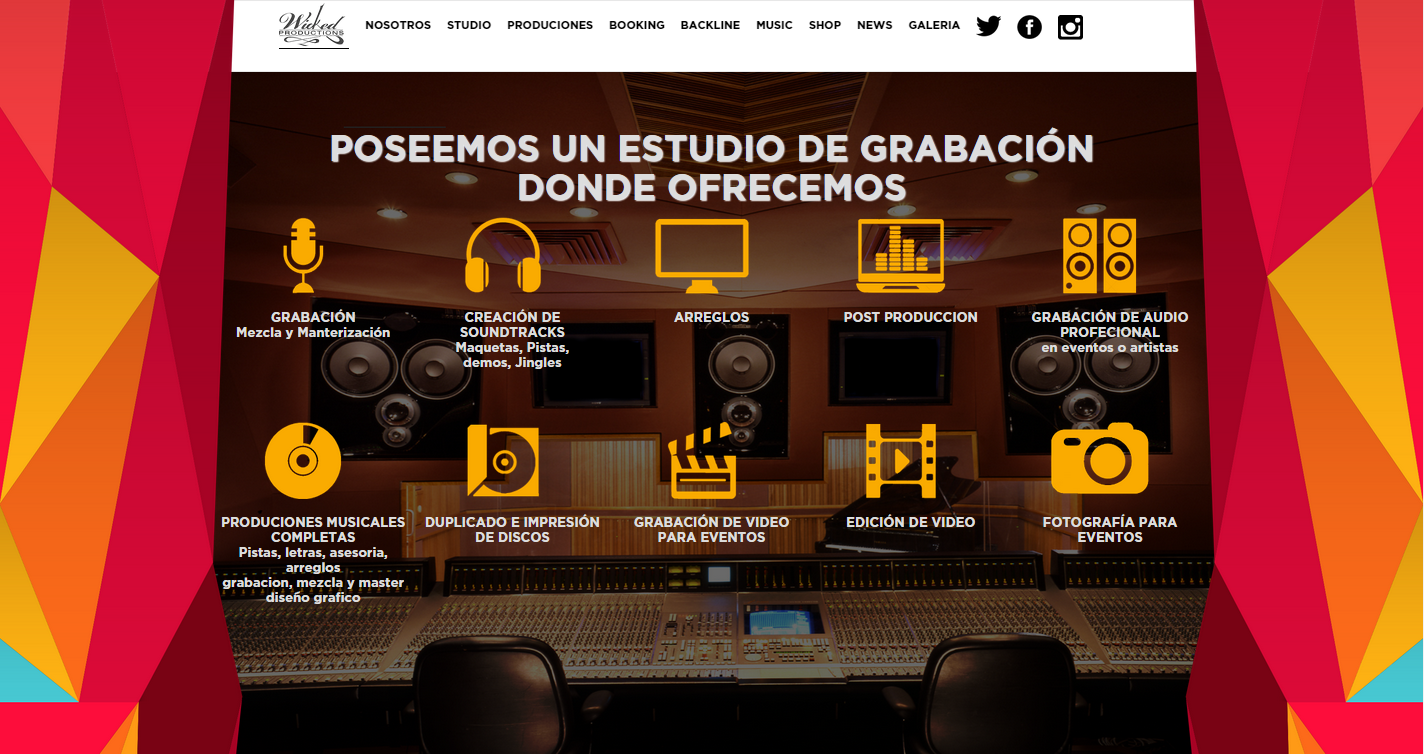 Wicked
PRODUCTIONS
NOSOTROS STUDIO PRODUCIONES BOOKING BACKLINE MUSIC SHOP NEWS GALERIA
POSEEMOS UN ESTUDIO DE GRABACIÓN
DONDE OFRECEMOS
GRABACIÓN
Mezcla y Manterización
CREACIÓN DE
SOUNDTRACKS
Maquetas, Pistas,
demos, Jingles
ARREGLOS
POST PRODUCCION
GRABACIÓN DE AUDIO
PROFECIONAL
en eventos o artistas
PRODUCIONES MUSICALES
COMPLETAS
Pistas, letras, asesoria,
arreglos
grabacion, mezcla y master
diseño grafico
DUPLICADO E IMPRESIÓN
DE DISCOS
GRABACIÓN DE VIDEO
PARA EVENTOS
EDICIÓN DE VIDEO
FOTOGRAFÍA PARA
EVENTOS